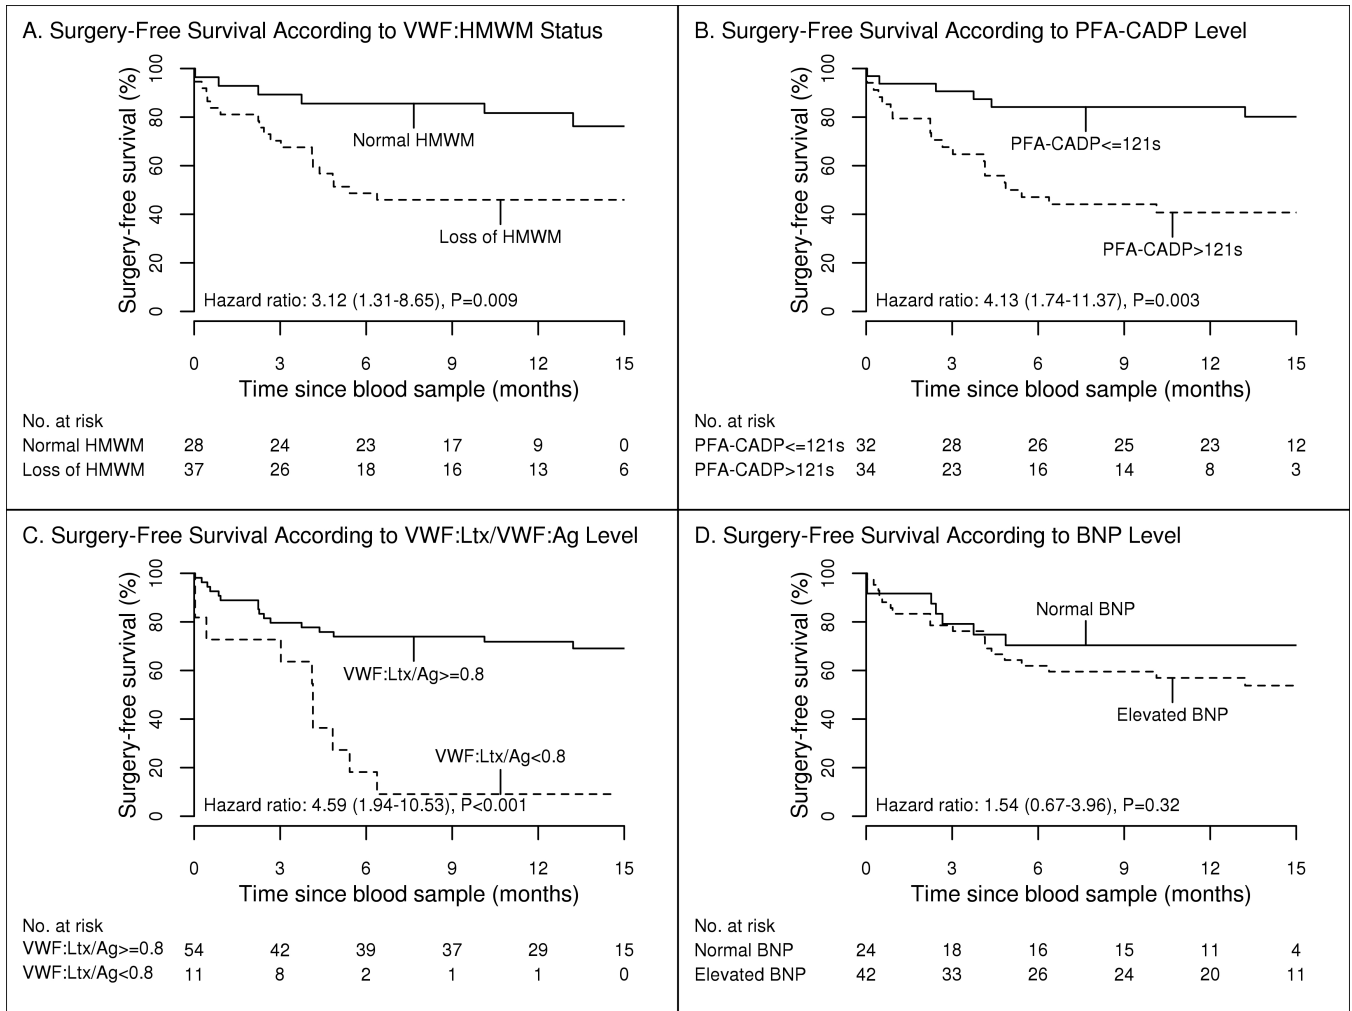 A. Surgery-Free Survival According to VWF:HMWM Status
Surgery-free survival (%)
100
80
60
40
20
0
Normal HMWM
Loss of HMWM
Hazard ratio: 3.12 (1.31-8.65), P=0.009
0 3 6 9 12 15
Time since blood sample (months)
No. at risk
Normal HMWM 28 24 23 17 9 0
Loss of HMWM 37 26 18 16 13 6
B. Surgery-Free Survival According to PFA-CADP Level
Surgery-free survival (%)
100
80
60
40
20
0
PFA-CADP<=121s
PFA-CADP>121s
Hazard ratio: 4.13 (1.74-11.37), P=0.003
0 3 6 9 12 15
Time since blood sample (months)
No. at risk
PFA-CADP<=121s 32 28 26 25 23 12
PFA-CADP>121s 34 23 16 14 8 3
C. Surgery-Free Survival According to VWF:Ltx/VWF:Ag Level
Surgery-free survival (%)
100
80
60
40
20
0
VWF:Ltx/Ag>=0.8
VWF:Ltx/Ag<0.8
Hazard ratio: 4.59 (1.94-10.53), P<0.001
0 3 6 9 12 15
Time since blood sample (months)
No. at risk
VWF:Ltx/Ag>=0.8 54 42 39 37 29 15
VWF:Ltx/Ag<0.8 11 8 2 1 1 0
D. Surgery-Free Survival According to BNP Level
Surgery-free survival (%)
100
80
60
40
20
0
Normal BNP
Elevated BNP
Hazard ratio: 1.54 (0.67-3.96), P=0.32
0 3 6 9 12 15
Time since blood sample (months)
No. at risk
Normal BNP 24 18 16 15 11 4
Elevated BNP 42 33 26 24 20 11